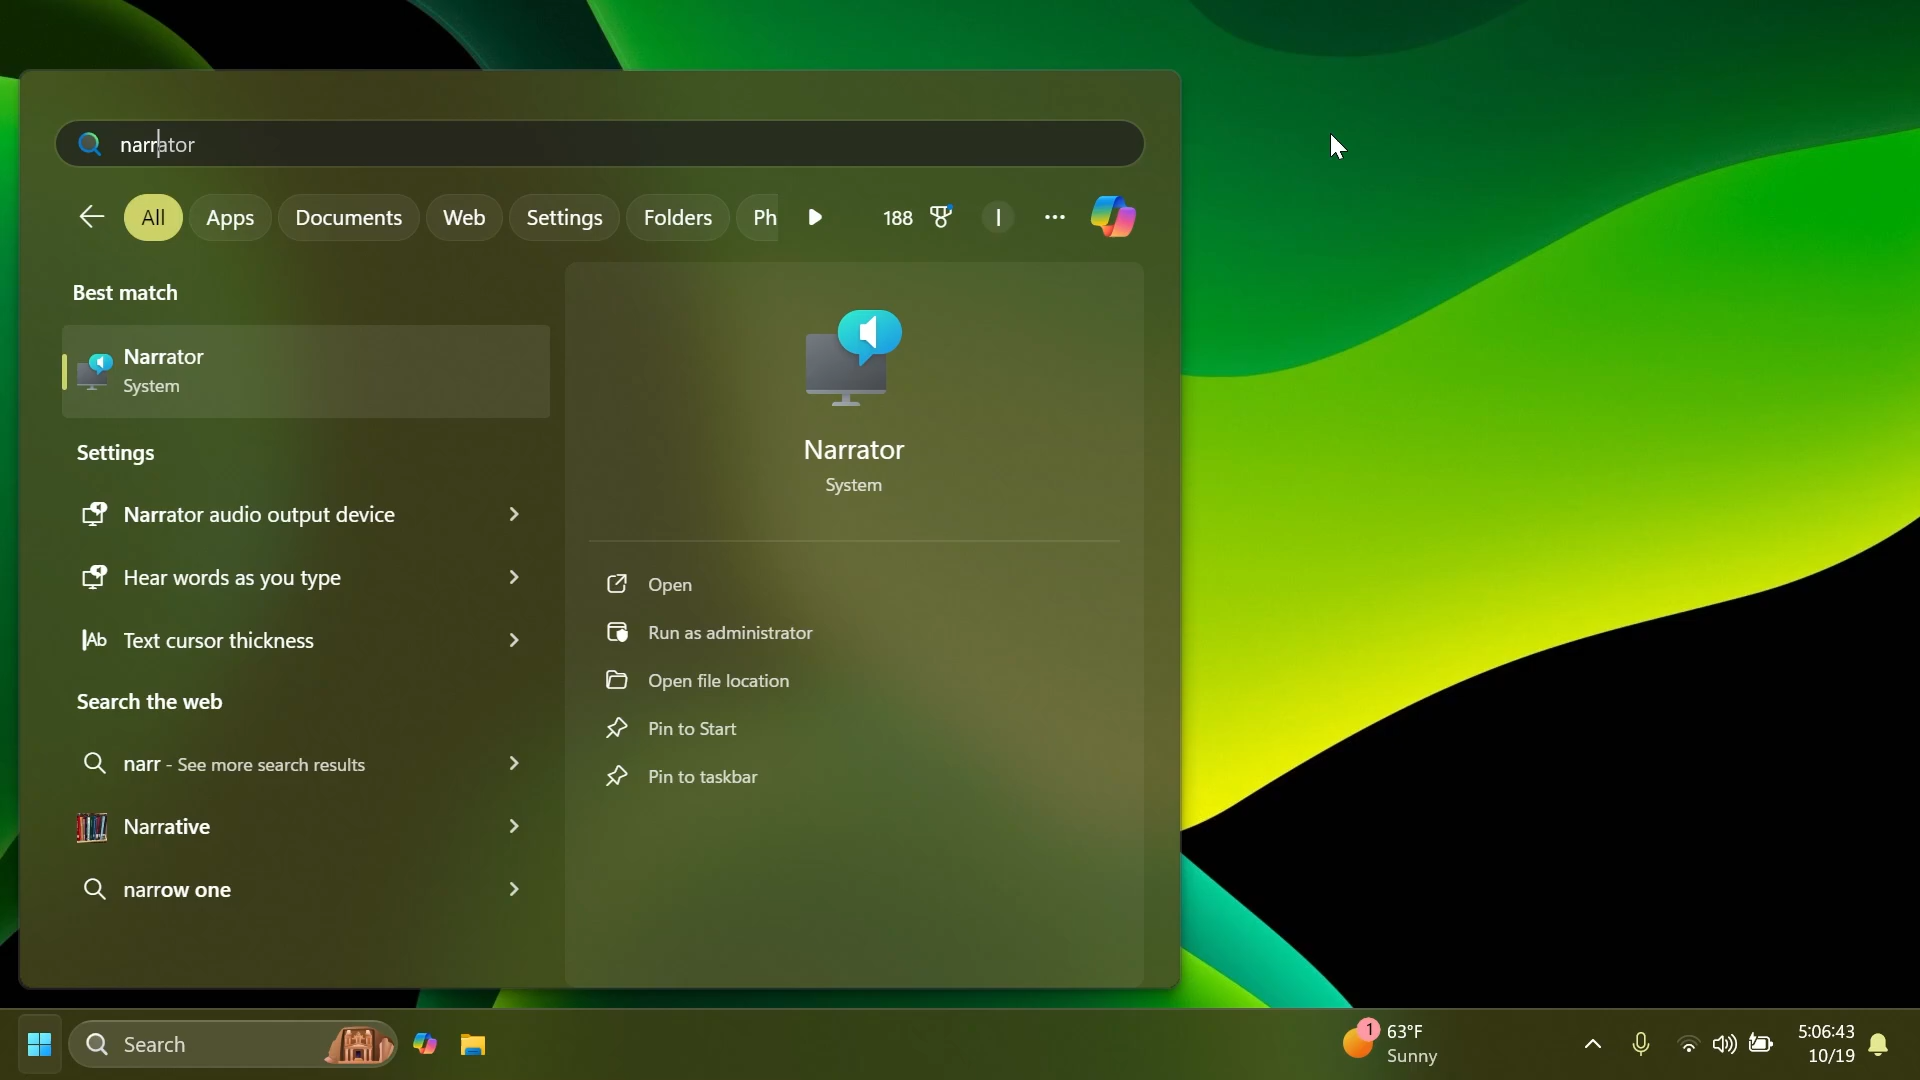 narrator
All
Apps
Documents
Web
Settings
Folders
Ph
188
I
Best match
Narrator
System
Settings
Narrator audio output device
Hear words as you type
Text cursor thickness
Search the web
narr - See more search results
Narrative
narrow one
Narrator
System
Open
Run as administrator
Open file location
Pin to Start
Pin to taskbar
Search
1
63°F
Sunny
5:06:43
10/19